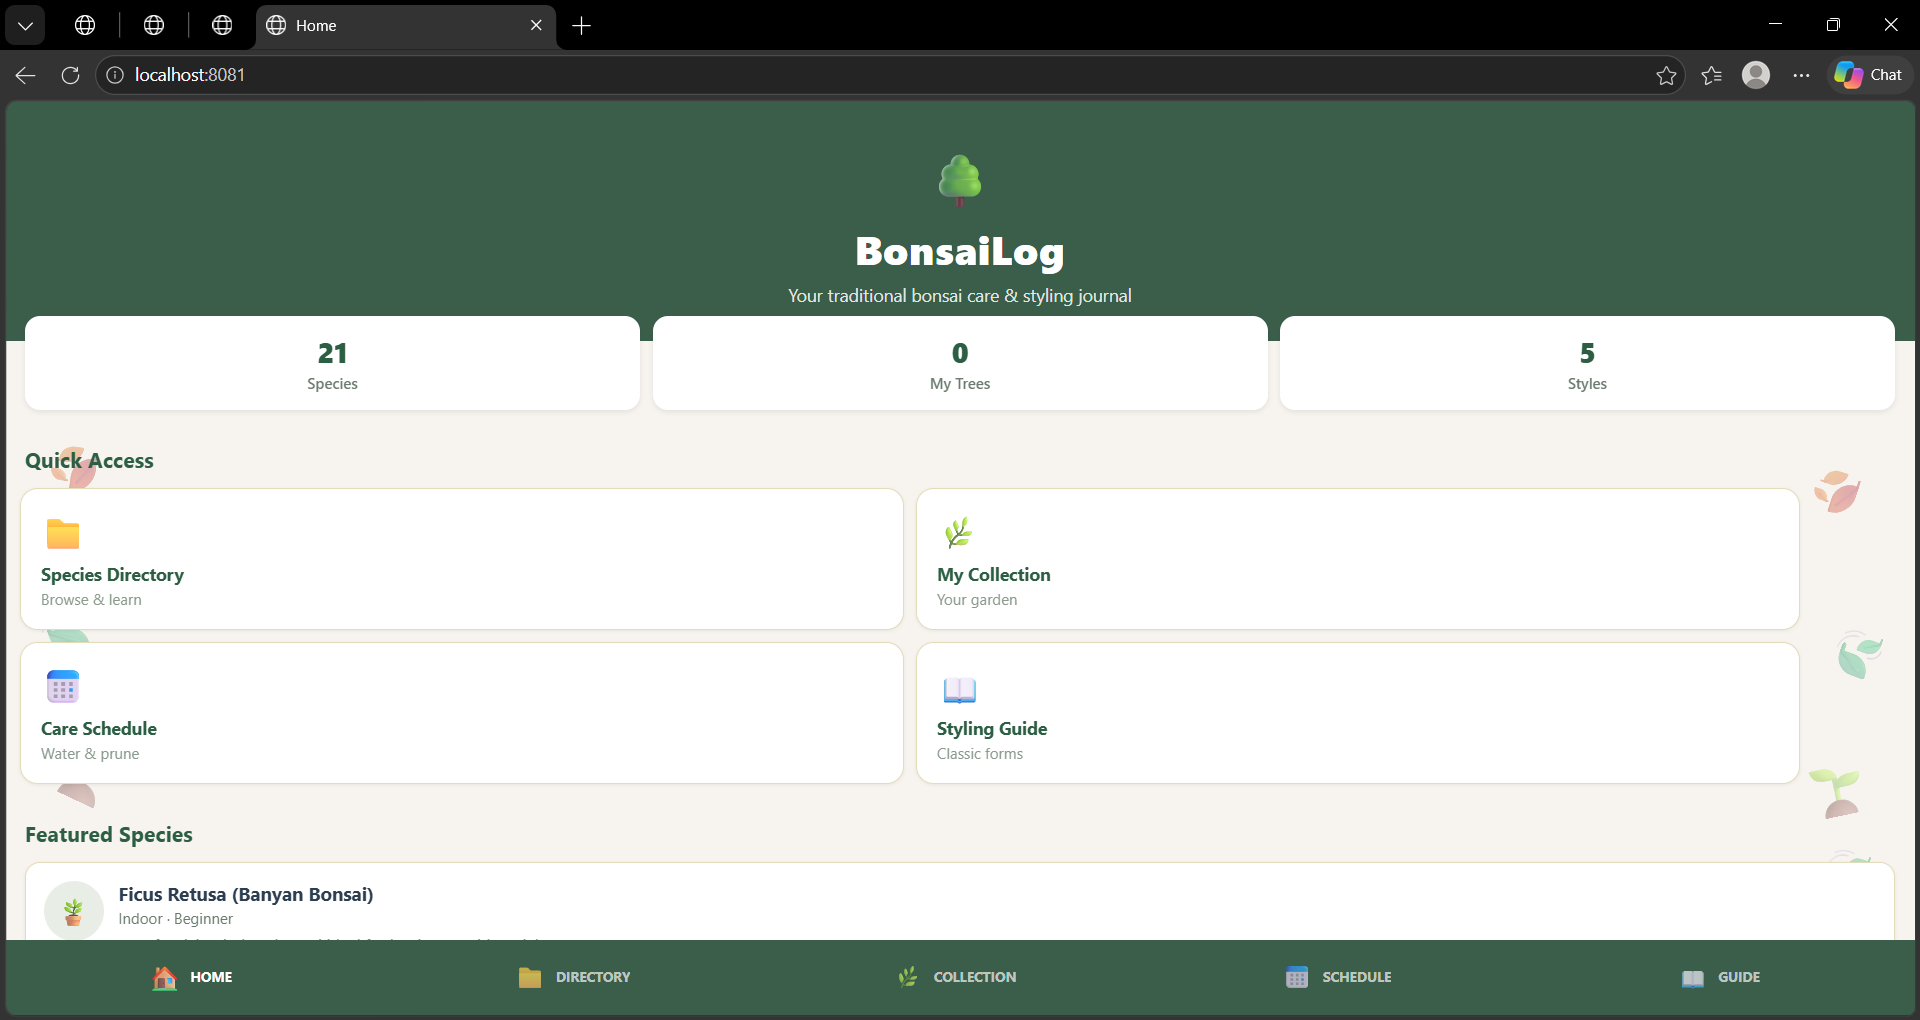 Home
localhost:8081
Chat
BonsaiLog
Your traditional bonsai care & styling journal
21
Species
0
My Trees
5
Styles
Quick Access
Species Directory
Browse & learn
My Collection
Your garden
Care Schedule
Water & prune
Styling Guide
Classic forms
Featured Species
Ficus Retusa (Banyan Bonsai)
Indoor · Beginner
HOME
DIRECTORY
COLLECTION
SCHEDULE
GUIDE